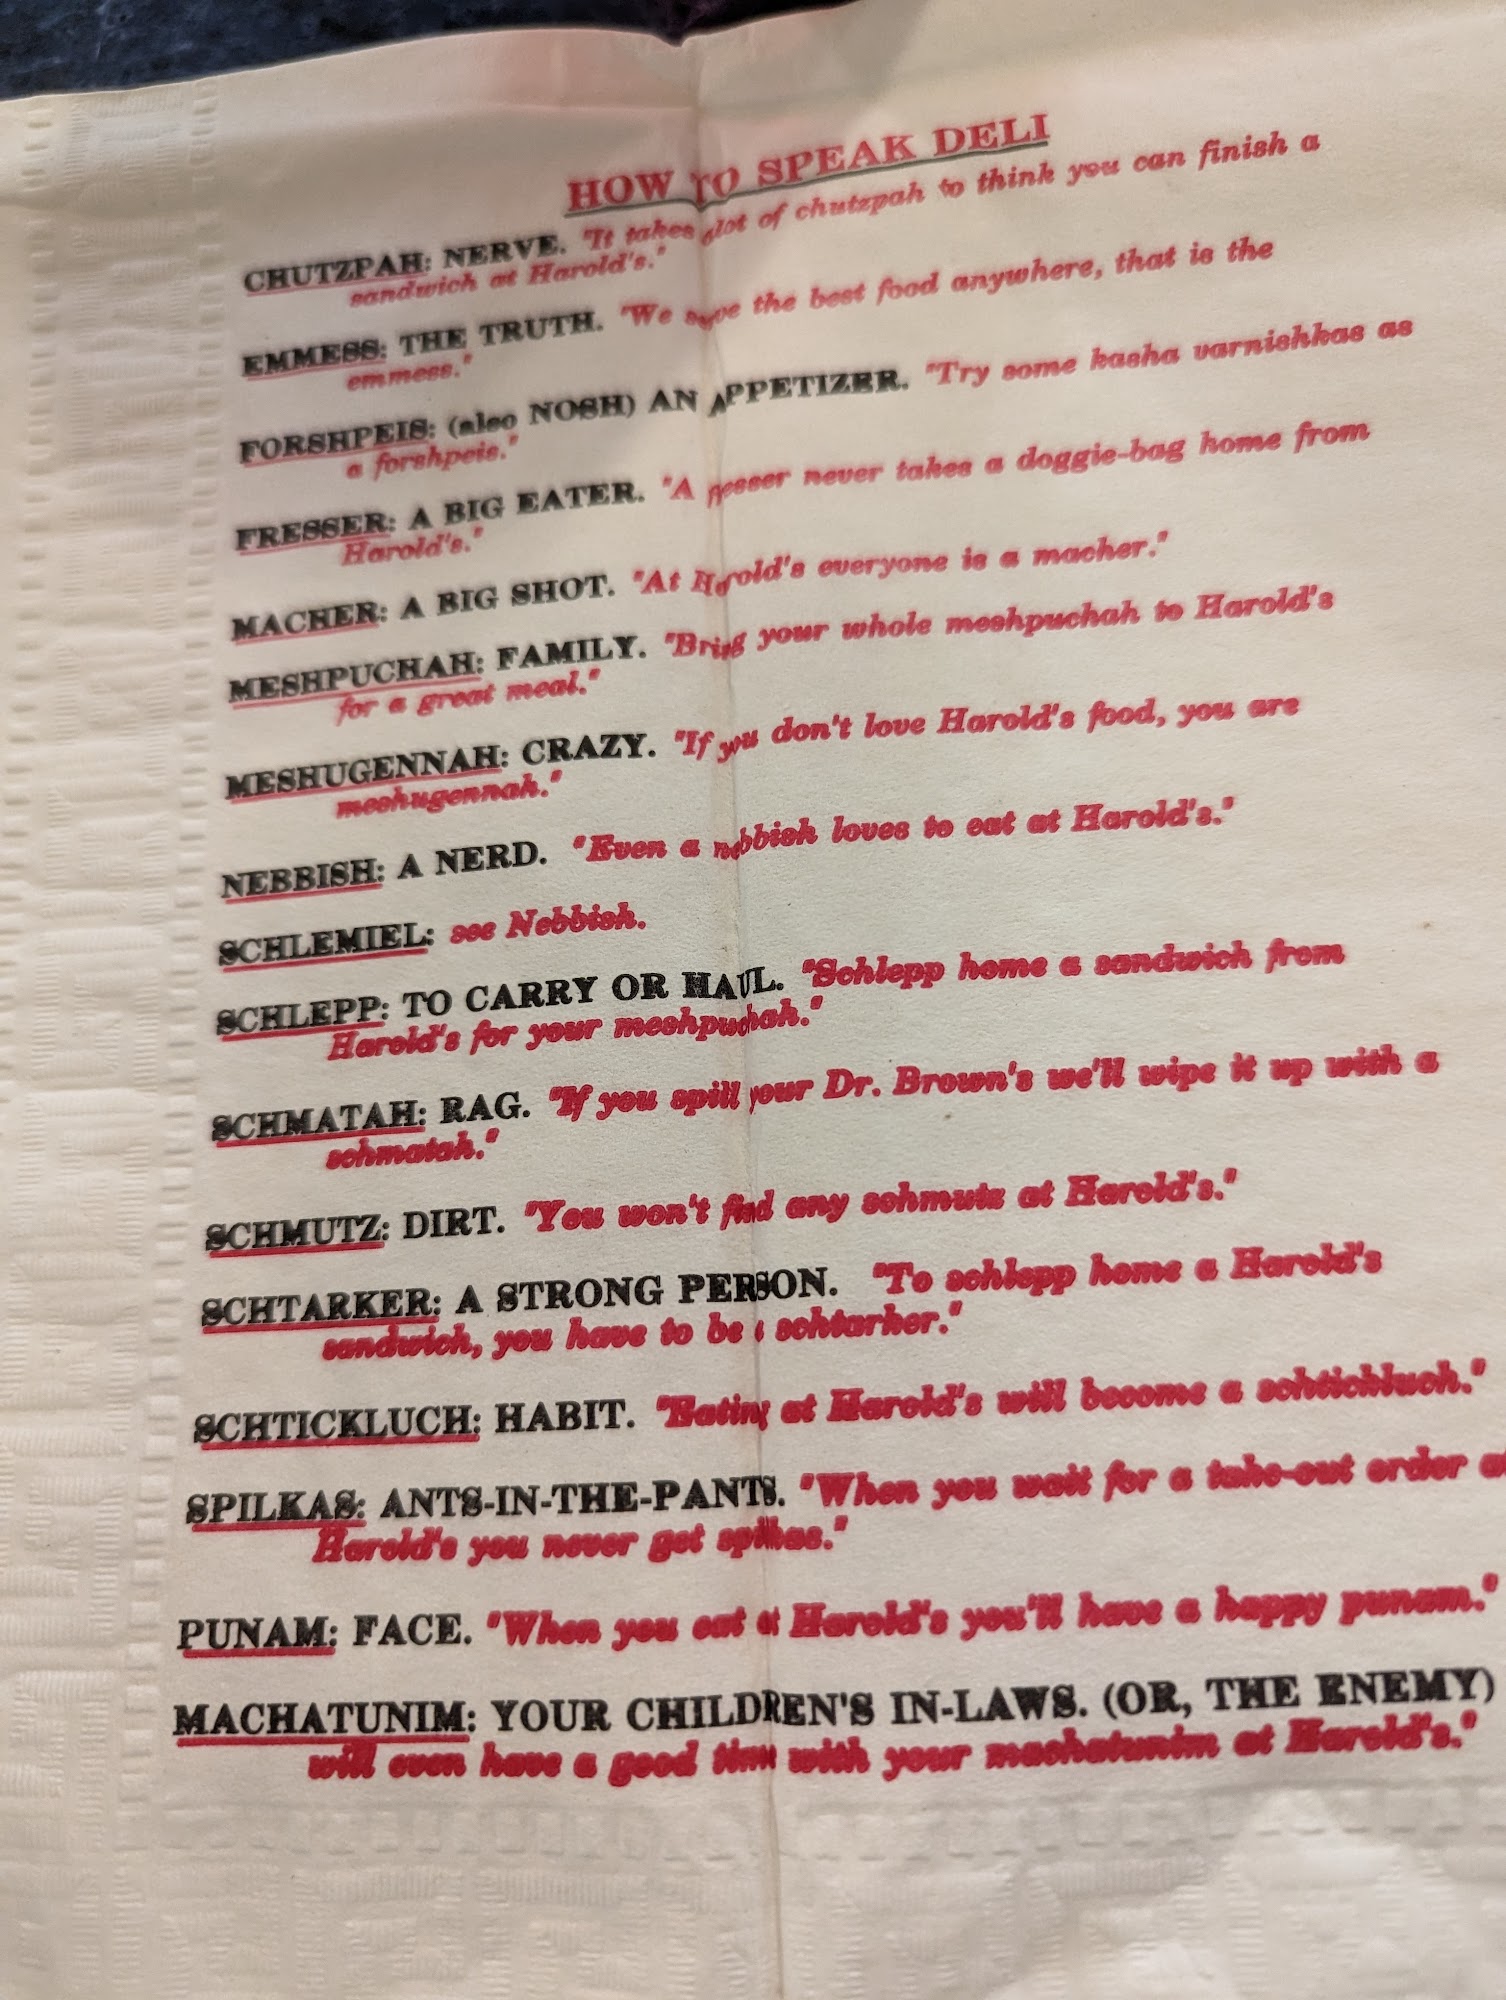 HOW TO SPEAK DELI
CHUTZPAH: NERVE. "It takes alot of chutzpah to think you can finish a
sandwich at Harold's."
EMMESS: THE TRUTH. "We serve the best food anywhere, that is the
emmess."
FORSHPEIS: (also NOSH) AN APPETIZER. "Try some kasha varnishkas as
a forshpeis."
FRESSER: A BIG EATER. "A fresser never takes a doggie-bag home from
Harold's."
MACHER: A BIG SHOT. "At Harold's everyone is a macher."
MESHPUCHAH: FAMILY. "Bring your whole meshpuchah to Harold's
for a great meal."
MESHUGENNAH: CRAZY. "If you don't love Harold's food, you are
meshugennah."
NEBBISH: A NERD. "Even a nebbish loves to eat at Harold's."
SCHLEMIEL: see Nebbish.
SCHLEPP: TO CARRY OR HAUL. "Schlepp home a sandwich from
Harold's for your meshpuchah."
SCHMATAH: RAG. "If you spill your Dr. Brown's we'll wipe it up with a
schmatah."
SCHMUTZ: DIRT. "You won't find any schmutz at Harold's."
SCHTARKER: A STRONG PERSON. "To schlepp home a Harold's
sandwich, you have to be a schtarker."
SCHTICKLUCH: HABIT. "Eating at Harold's will become a schtickluch."
SPILKAS: ANTS-IN-THE-PANTS. "When you wait for a take-out order at
Harold's you never get spilkas."
PUNAM: FACE. "When you eat at Harold's you'll have a happy punam."
MACHATUNIM: YOUR CHILDREN'S IN-LAWS. (OR, THE ENEMY)
will even have a good time with your machatunim at Harold's."